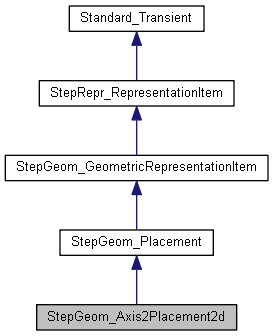 Standard_Transient
StepRepr_RepresentationItem
StepGeom_GeometricRepresentationItem
StepGeom_Placement
StepGeom_Axis2Placement2d